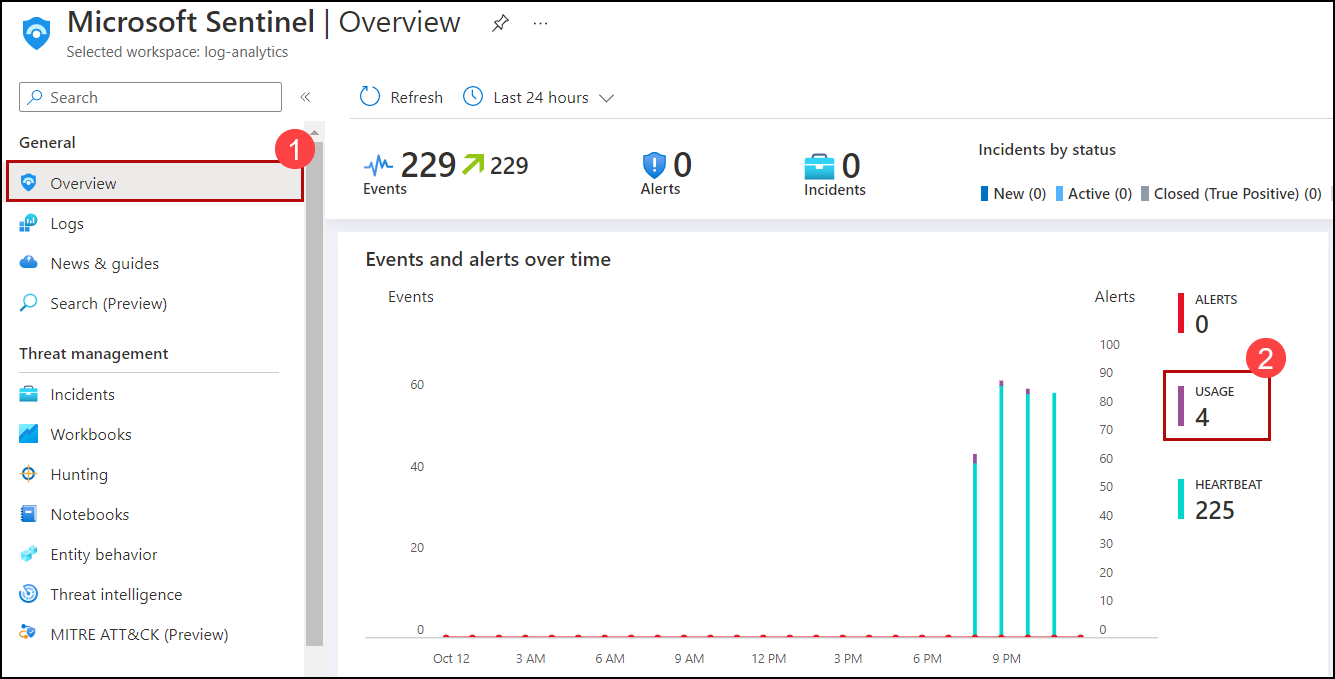 Microsoft Sentinel | Overview
Selected workspace: log-analytics
Search
General
1
Overview
Logs
News & guides
Search (Preview)
Threat management
Incidents
Workbooks
Hunting
Notebooks
Entity behavior
Threat intelligence
MITRE ATT&CK (Preview)
Refresh
Last 24 hours
229 229
Events
0
Alerts
0
Incidents
Incidents by status
New (0) Active (0) Closed (True Positive) (0)
Events and alerts over time
Events
60
40
20
0
Oct 12 3 AM 6 AM 9 AM 12 PM 3 PM 6 PM 9 PM
Alerts
100
90
80
70
60
50
40
30
20
10
0
ALERTS
0
2
USAGE
4
HEARTBEAT
225